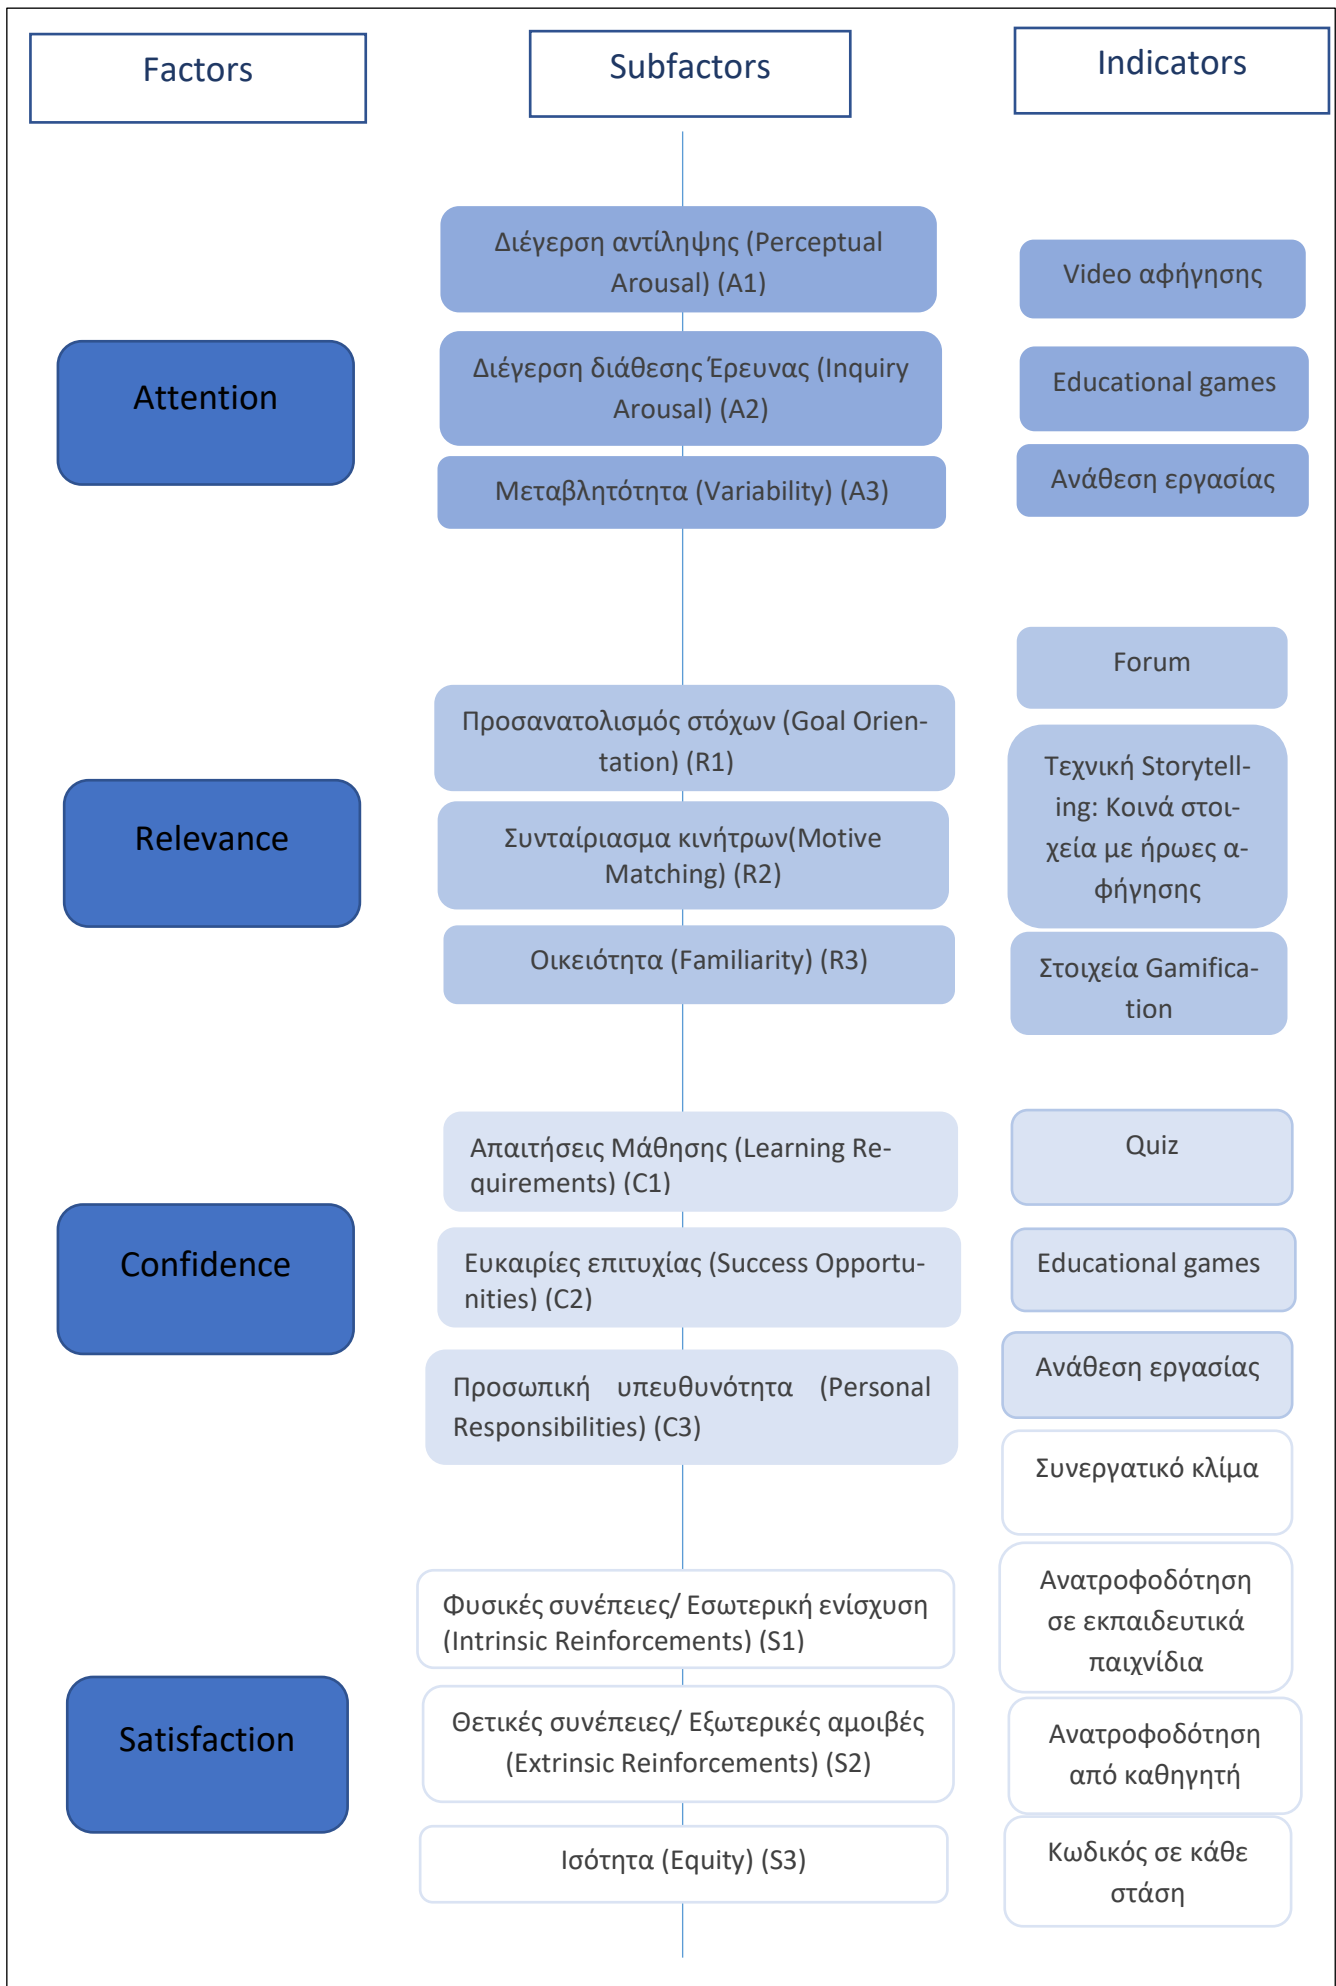 Factors
Subfactors
Indicators
Attention
Διέγερση αντίληψης (Perceptual
Arousal) (A1)
Διέγερση διάθεσης Έρευνας (Inquiry
Arousal) (A2)
Μεταβλητότητα (Variability) (A3)
Video αφήγησης
Educational games
Ανάθεση εργασίας
Relevance
Προσανατολισμός στόχων (Goal Orien-
tation) (R1)
Συνταίριασμα κινήτρων(Motive
Matching) (R2)
Οικειότητα (Familiarity) (R3)
Forum
Τεχνική Storytell-
ing: Κοινά στοι-
χεία με ήρωες α-
φήγησης
Στοιχεία Gamifica-
tion
Confidence
Απαιτήσεις Μάθησης (Learning Re-
quirements) (C1)
Ευκαιρίες επιτυχίας (Success Opportu-
nities) (C2)
Προσωπική υπευθυνότητα (Personal
Responsibilities) (C3)
Quiz
Educational games
Ανάθεση εργασίας
Satisfaction
Φυσικές συνέπειες/ Εσωτερική ενίσχυση
(Intrinsic Reinforcements) (S1)
Θετικές συνέπειες/ Εξωτερικές αμοιβές
(Extrinsic Reinforcements) (S2)
Ισότητα (Equity) (S3)
Συνεργατικό κλίμα
Ανατροφοδότηση
σε εκπαιδευτικά
παιχνίδια
Ανατροφοδότηση
από καθηγητή
Κωδικός σε κάθε
στάση